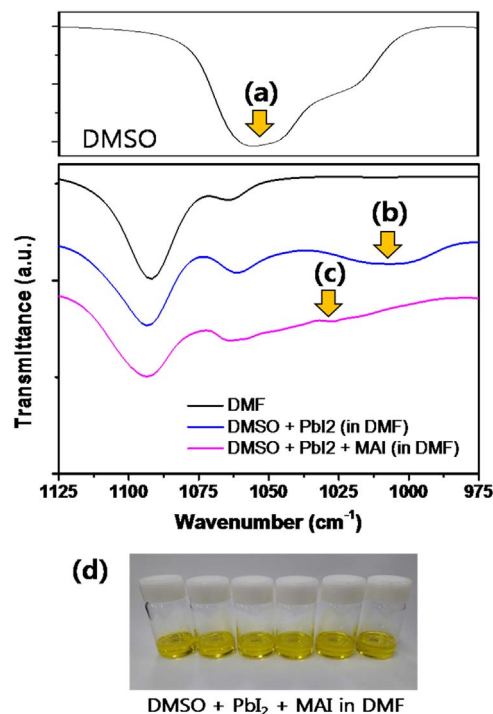 (a)
DMSO
(b)
(c)
Transmittance (a.u.)
DMF
DMSO + PbI2 (in DMF)
DMSO + PbI2 + MAI (in DMF)
1125 1100 1075 1050 1025 1000 975
Wavenumber (cm⁻¹)
(d)
DMSO + PbI₂ + MAI in DMF